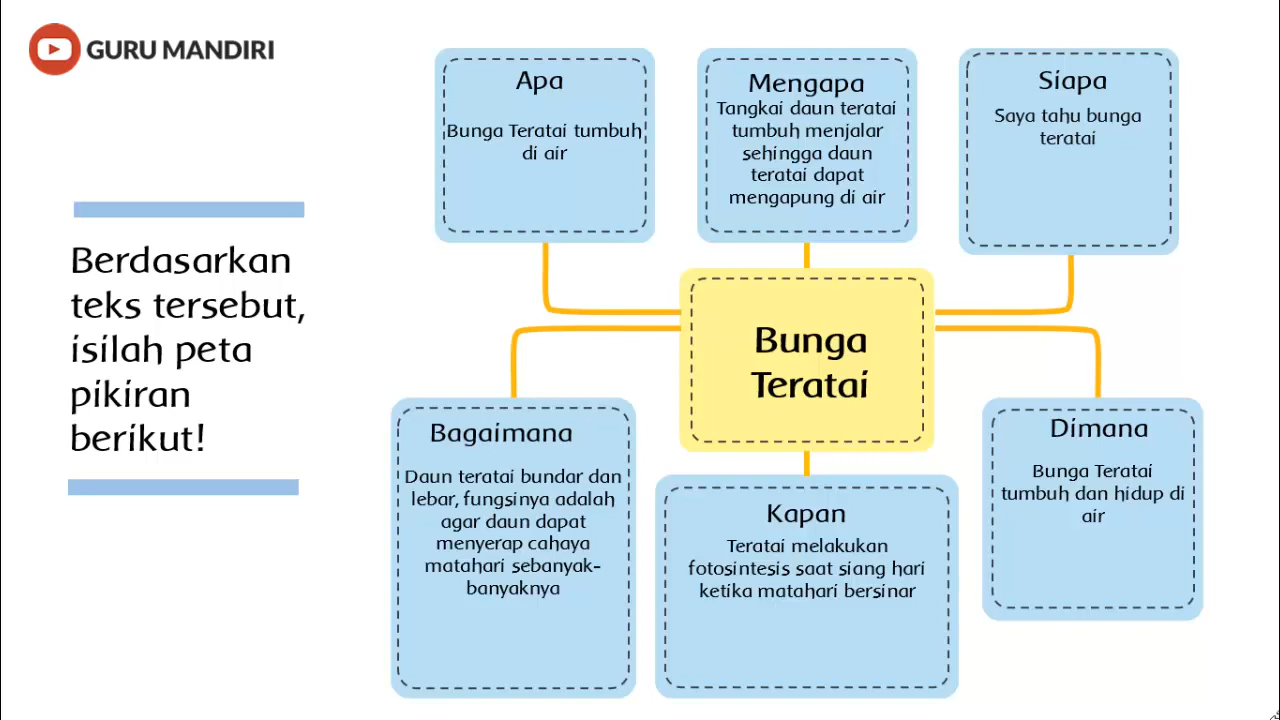 GURU MANDIRI
Berdasarkan
teks tersebut,
isilah peta
pikiran
berikut!
Apa
Bunga Teratai tumbuh
di air
Mengapa
Tangkai daun teratai
tumbuh menjalar
sehingga daun
teratai dapat
mengapung di air
Siapa
Saya tahu bunga
teratai
Bunga
Teratai
Bagaimana
Daun teratai bundar dan
lebar, fungsinya adalah
agar daun dapat
menyerap cahaya
matahari sebanyak-
banyaknya
Kapan
Teratai melakukan
fotosintesis saat siang hari
ketika matahari bersinar
Dimana
Bunga Teratai
tumbuh dan hidup di
air